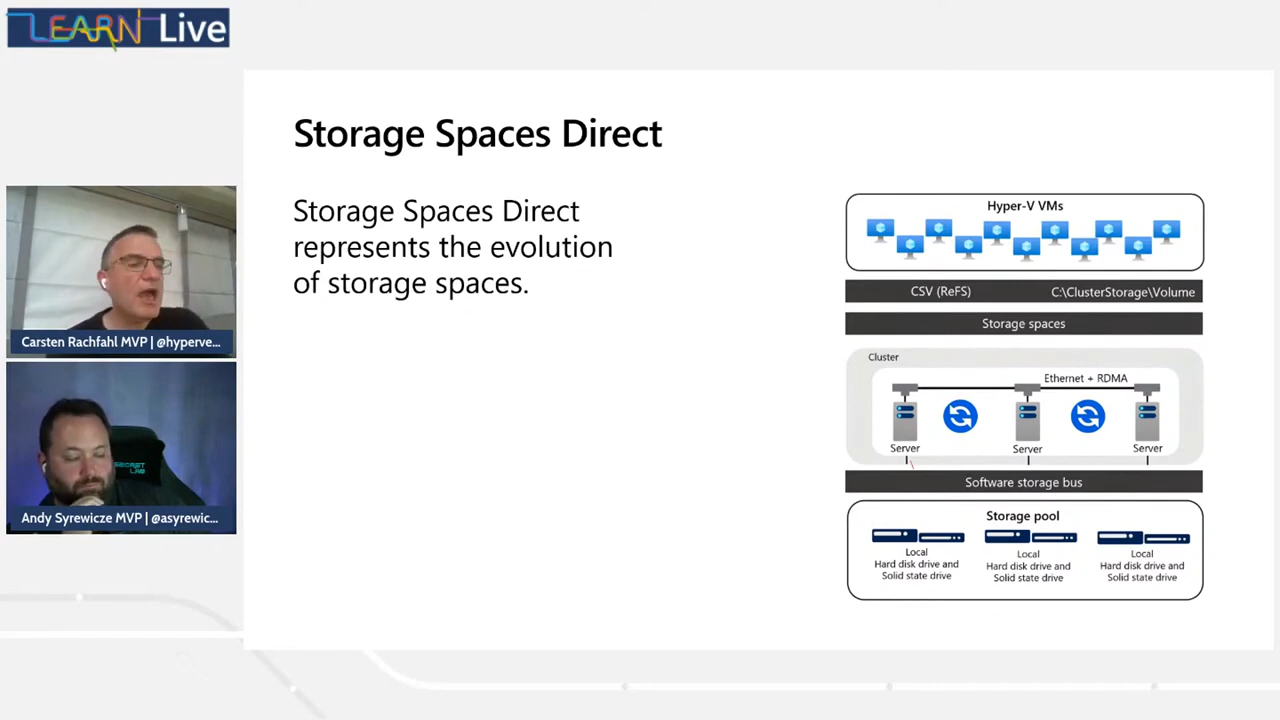 LEARN Live
Storage Spaces Direct
Storage Spaces Direct
represents the evolution
of storage spaces.
Carsten Rachfahl MVP | @hyperve...
SECAST
LAB
Andy Syrewicze MVP | @asyrewic...
Hyper-V VMs
CSV (ReFS) C:\ClusterStorage\Volume
Storage spaces
Cluster
Ethernet + RDMA
Server Server Server
Software storage bus
Storage pool
Local Local Local
Hard disk drive and Hard disk drive and Hard disk drive and
Solid state drive Solid state drive Solid state drive